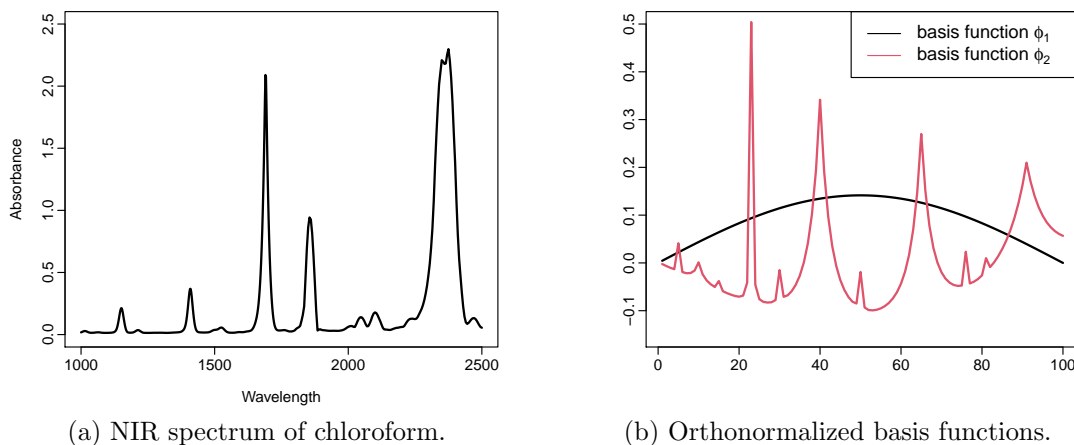 2.5
2.0
1.5
1.0
0.5
0.0
Absorbance
1000 1500 2000 2500
Wavelength
(a) NIR spectrum of chloroform.
0.5
0.4
0.3
0.2
0.1
0.0
−0.1
basis function ϕ1
basis function ϕ2
0 20 40 60 80 100
(b) Orthonormalized basis functions.